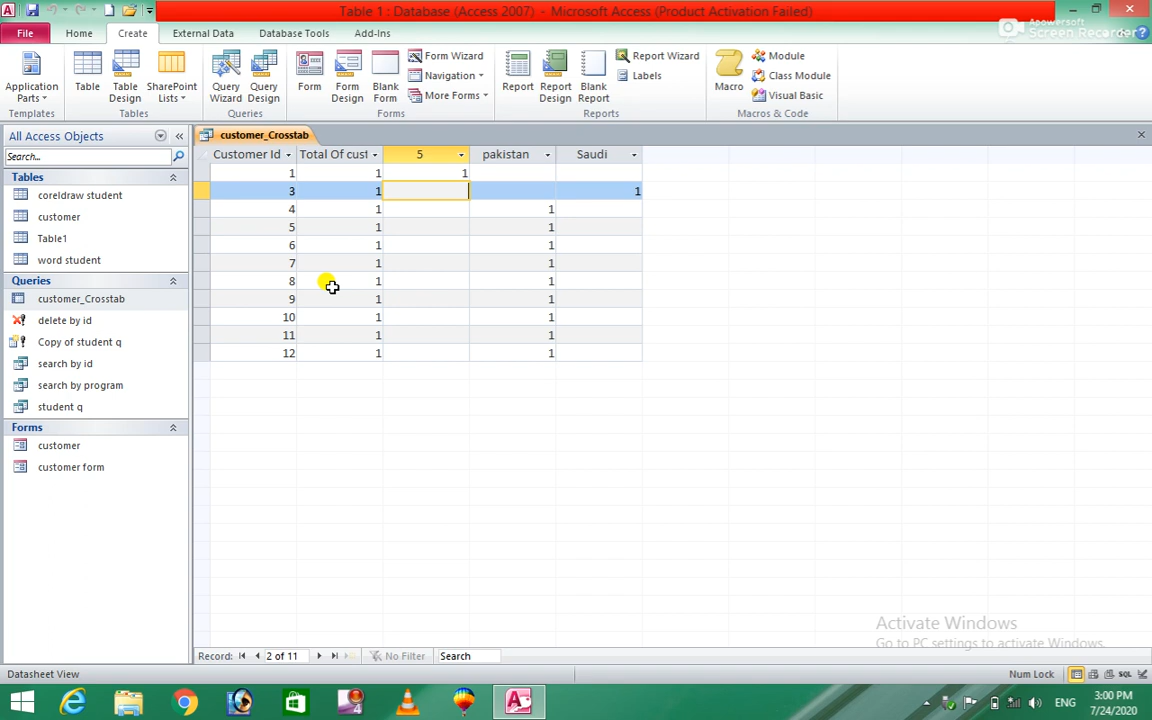 Table 1 : Database (Access 2007) - Microsoft Access (Product Activation Failed)
Apowersoft
Screen Recorder
File Home Create External Data Database Tools Add-Ins
Application Parts Table Table Design SharePoint Lists Query Wizard Query Design Form Form Design Blank Form Form Wizard Navigation More Forms Report Report Design Blank Report Report Wizard Labels Macro Module Class Module Visual Basic
Templates Tables Queries Forms Reports Macros & Code
All Access Objects
Search...
Tables
coreldraw student
customer
Table1
word student
Queries
customer_Crosstab
delete by id
Copy of student q
search by id
search by program
student q
Forms
customer
customer form
customer_Crosstab
Customer Id Total Of cust 5 pakistan Saudi
1 1 1
3 1 1
4 1 1
5 1 1
6 1 1
7 1 1
8 1 1
9 1 1
10 1 1
11 1 1
12 1 1
Activate Windows
Go to PC settings to activate Windows.
Record: 2 of 11 No Filter Search
Datasheet View Num Lock SQL
ENG 3:00 PM
7/24/2020